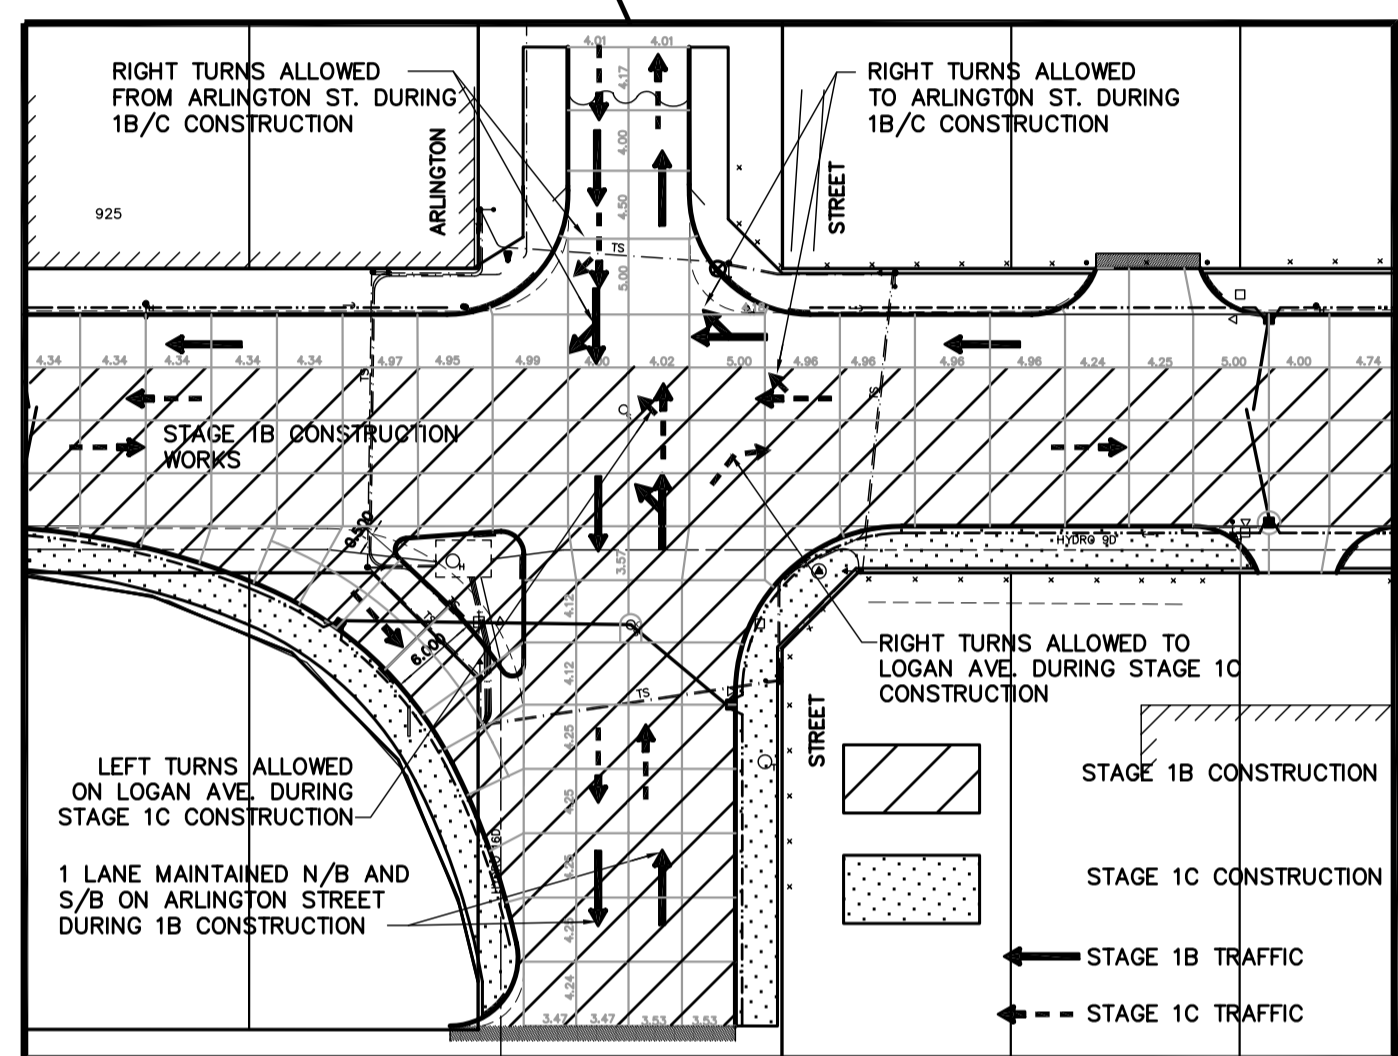 4.01 4.01
4.17
RIGHT TURNS ALLOWED
FROM ARLINGTON ST. DURING
1B/C CONSTRUCTION
RIGHT TURNS ALLOWED
TO ARLINGTON ST. DURING
1B/C CONSTRUCTION
4.00
ARLINGTON
STREET
925
4.50
TS
5.00
4.34 4.34 4.34 4.34 4.34 4.97 4.95 4.99 4.00 4.02 5.00 4.96 4.96 4.96 4.96 4.24 4.25 5.00 4.00 4.74
TS
TS
STAGE 1B CONSTRUCTION
WORKS
HYDRO 9D
3.57
4.12
6.000
4.12
TS
RIGHT TURNS ALLOWED TO
LOGAN AVE. DURING STAGE 1C
CONSTRUCTION
STREET
4.25
4.25
LEFT TURNS ALLOWED
ON LOGAN AVE. DURING
STAGE 1C CONSTRUCTION
STAGE 1B CONSTRUCTION
HYDRO 16D
1 LANE MAINTAINED N/B AND
S/B ON ARLINGTON STREET
DURING 1B CONSTRUCTION
STAGE 1C CONSTRUCTION
STAGE 1B TRAFFIC
4.24
STAGE 1C TRAFFIC
3.47 3.47 3.53 3.53